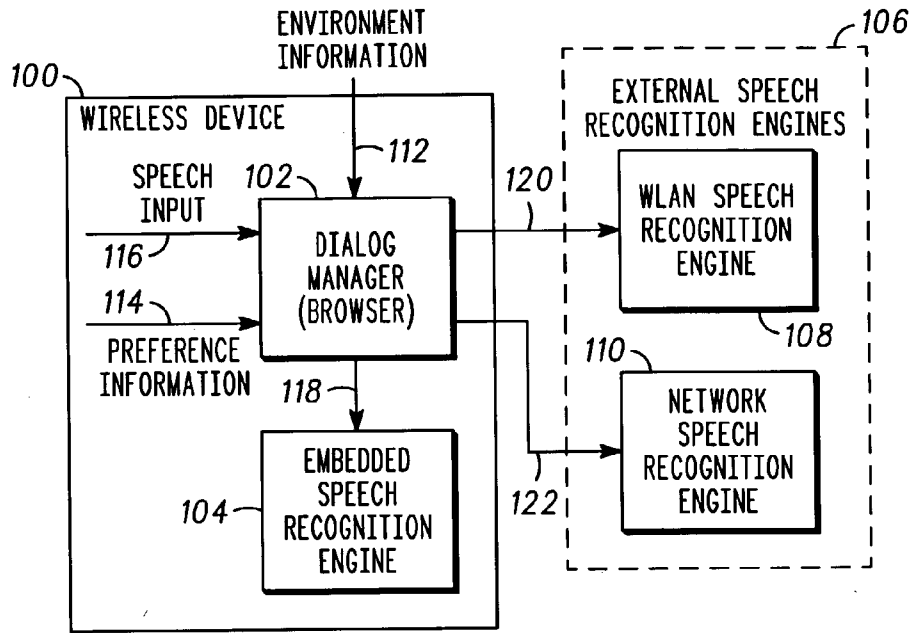 ENVIRONMENT
INFORMATION
106
100
WIRELESS DEVICE
EXTERNAL SPEECH
RECOGNITION ENGINES
112
102
120
SPEECH
INPUT
116
DIALOG
MANAGER
(BROWSER)
WLAN SPEECH
RECOGNITION
ENGINE
108
114
PREFERENCE
INFORMATION
118
110
NETWORK
SPEECH
RECOGNITION
ENGINE
122
104
EMBEDDED
SPEECH
RECOGNITION
ENGINE